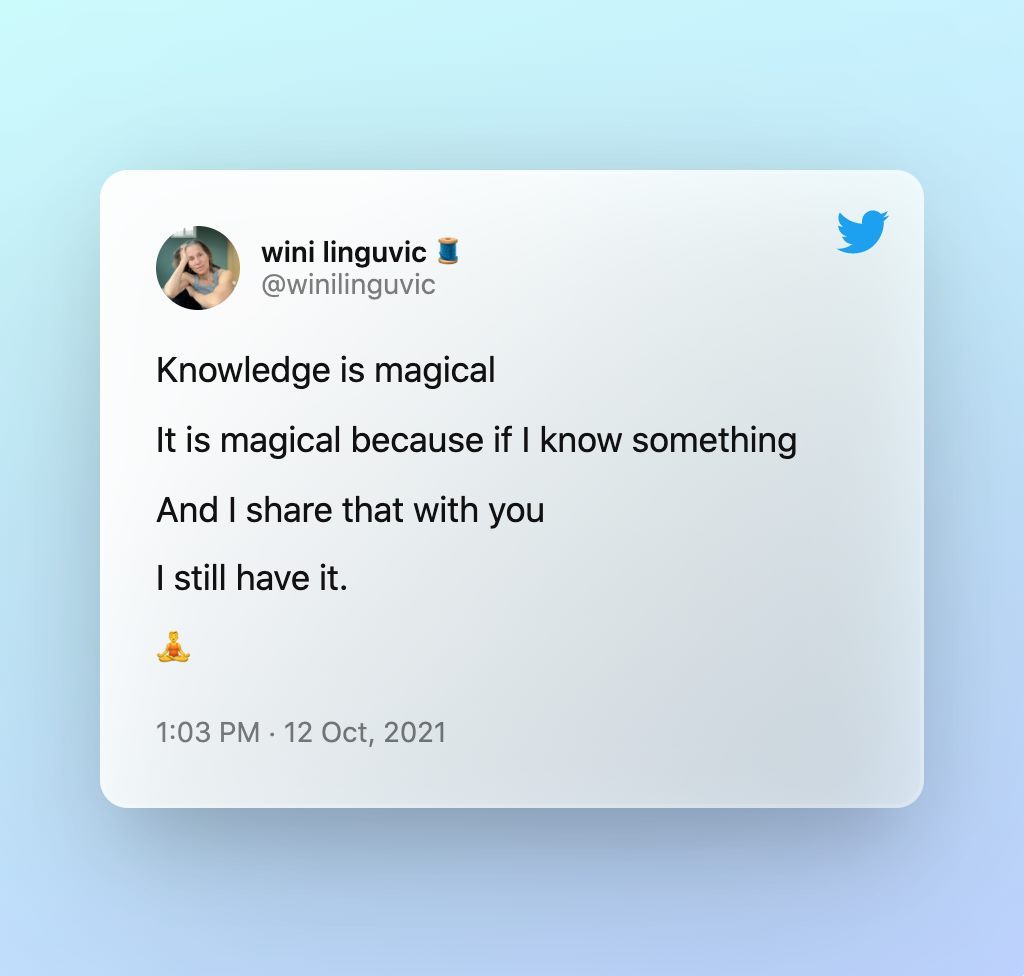 wini linguvic 🧵
@winilinguvic
Knowledge is magical
It is magical because if I know something
And I share that with you
I still have it.
🧘
1:03 PM · 12 Oct, 2021